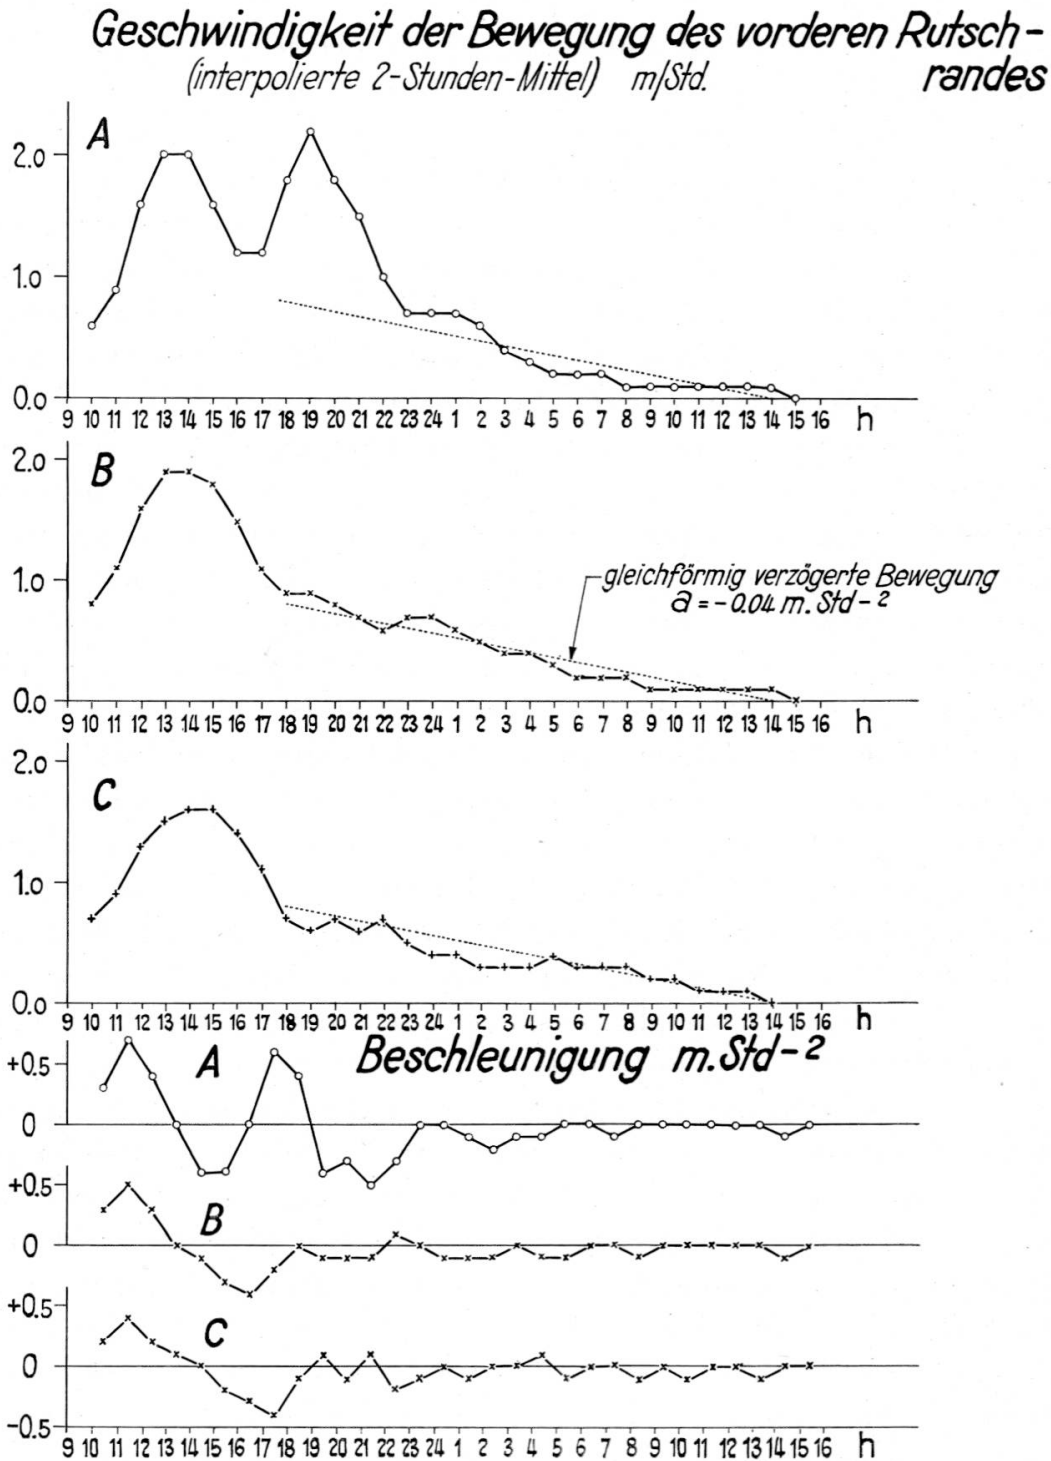 Geschwindigkeit der Bewegung des vorderen Rutsch-
randes
(interpolierte 2-Stunden-Mittel) m/Std.
A
2.0
1.0
0.0
9 10 11 12 13 14 15 16 17 18 19 20 21 22 23 24 1 2 3 4 5 6 7 8 9 10 11 12 13 14 15 16 h
B
2.0
1.0
0.0
gleichförmig verzögerte Bewegung
a = -0.04 m. Std-²
9 10 11 12 13 14 15 16 17 18 19 20 21 22 23 24 1 2 3 4 5 6 7 8 9 10 11 12 13 14 15 16 h
C
2.0
1.0
0.0
9 10 11 12 13 14 15 16 17 18 19 20 21 22 23 24 1 2 3 4 5 6 7 8 9 10 11 12 13 14 15 16 h
Beschleunigung m.Std-²
A
+0.5
0
B
+0.5
0
C
+0.5
0
-0.5
9 10 11 12 13 14 15 16 17 18 19 20 21 22 23 24 1 2 3 4 5 6 7 8 9 10 11 12 13 14 15 16 h